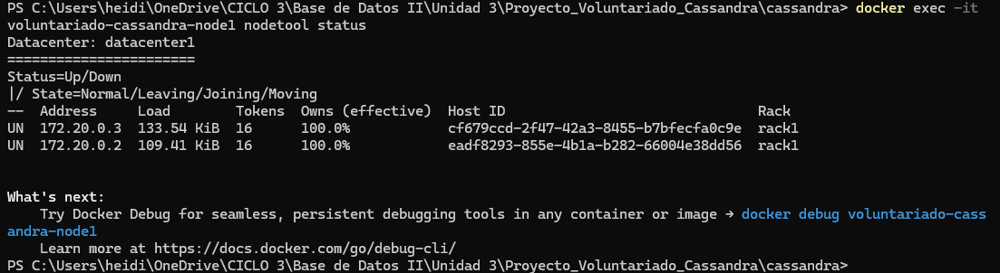 PS C:\Users\heidi\OneDrive\CICLO 3\Base de Datos II\Unidad 3\Proyecto_Voluntariado_Cassandra\cassandra> docker exec -it
voluntariado-cassandra-node1 nodetool status
Datacenter: datacenter1
=======================
Status=Up/Down
|/ State=Normal/Leaving/Joining/Moving
--  Address     Load        Tokens  Owns (effective)  Host ID                               Rack
UN  172.20.0.3  133.54 KiB  16      100.0%            cf679ccd-2f47-42a3-8455-b7bfecfa0c9e  rack1
UN  172.20.0.2  109.41 KiB  16      100.0%            eadf8293-855e-4b1a-b282-66004e38dd56  rack1
What's next:
    Try Docker Debug for seamless, persistent debugging tools in any container or image → docker debug voluntariado-cass
andra-node1
    Learn more at https://docs.docker.com/go/debug-cli/
PS C:\Users\heidi\OneDrive\CICLO 3\Base de Datos II\Unidad 3\Proyecto_Voluntariado_Cassandra\cassandra>